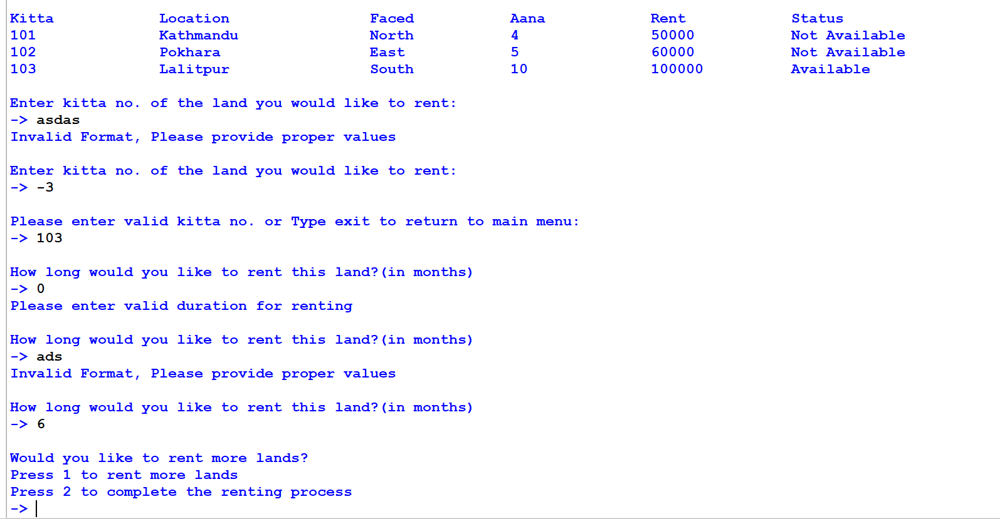 Kitta Location Faced Aana Rent Status
101 Kathmandu North 4 50000 Not Available
102 Pokhara East 5 60000 Not Available
103 Lalitpur South 10 100000 Available
Enter kitta no. of the land you would like to rent:
-> asdas
Invalid Format, Please provide proper values
Enter kitta no. of the land you would like to rent:
-> -3
Please enter valid kitta no. or Type exit to return to main menu:
-> 103
How long would you like to rent this land?(in months)
-> 0
Please enter valid duration for renting
How long would you like to rent this land?(in months)
-> ads
Invalid Format, Please provide proper values
How long would you like to rent this land?(in months)
-> 6
Would you like to rent more lands?
Press 1 to rent more lands
Press 2 to complete the renting process
->